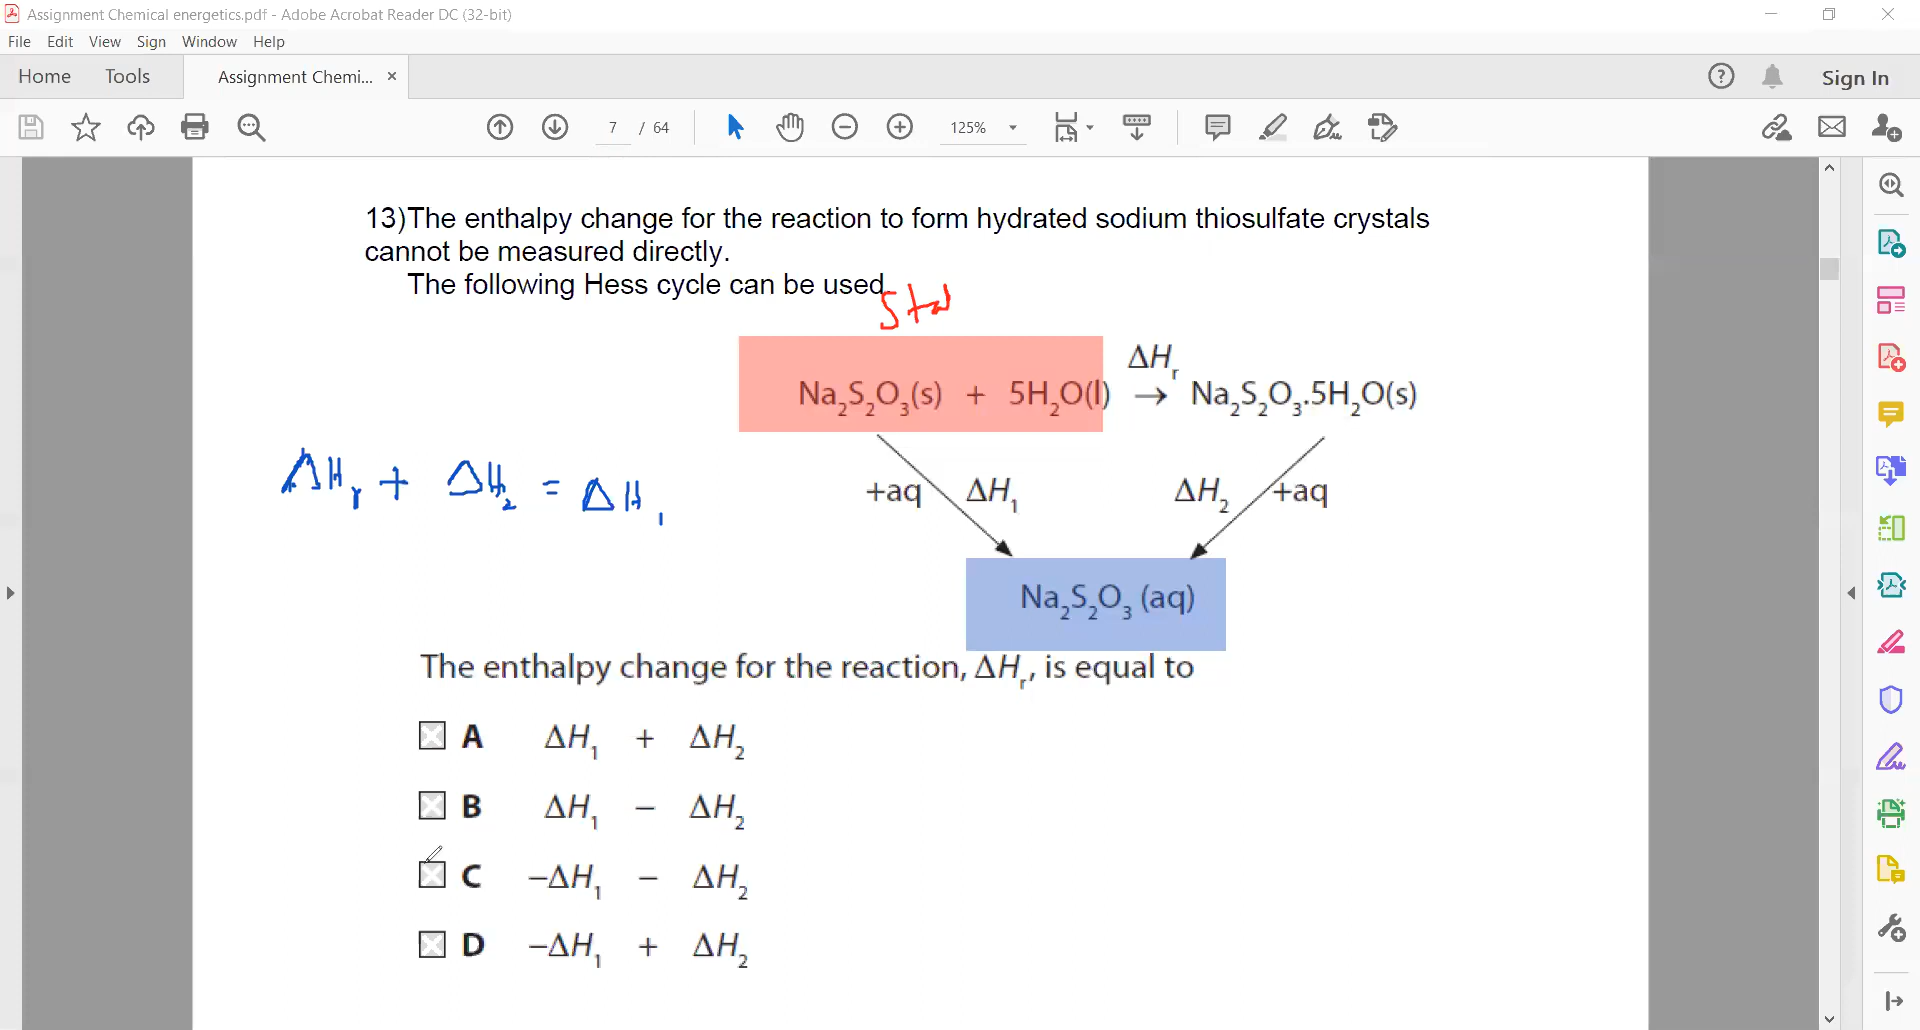 Assignment Chemical energetics.pdf - Adobe Acrobat Reader DC (32-bit)
File Edit View Sign Window Help
Home Tools Assignment Chemi... × Sign In
7 / 64 125%
13)The enthalpy change for the reaction to form hydrated sodium thiosulfate crystals
cannot be measured directly.
The following Hess cycle can be used.
Sta
ΔHᵣ
Na₂S₂O₃(s) + 5H₂O(l) → Na₂S₂O₃.5H₂O(s)
ΔHᵣ + ΔH₂ = ΔH₁
+aq ΔH₁ ΔH₂ +aq
Na₂S₂O₃ (aq)
The enthalpy change for the reaction, ΔHᵣ, is equal to
A ΔH₁ + ΔH₂
B ΔH₁ − ΔH₂
C −ΔH₁ − ΔH₂
D −ΔH₁ + ΔH₂